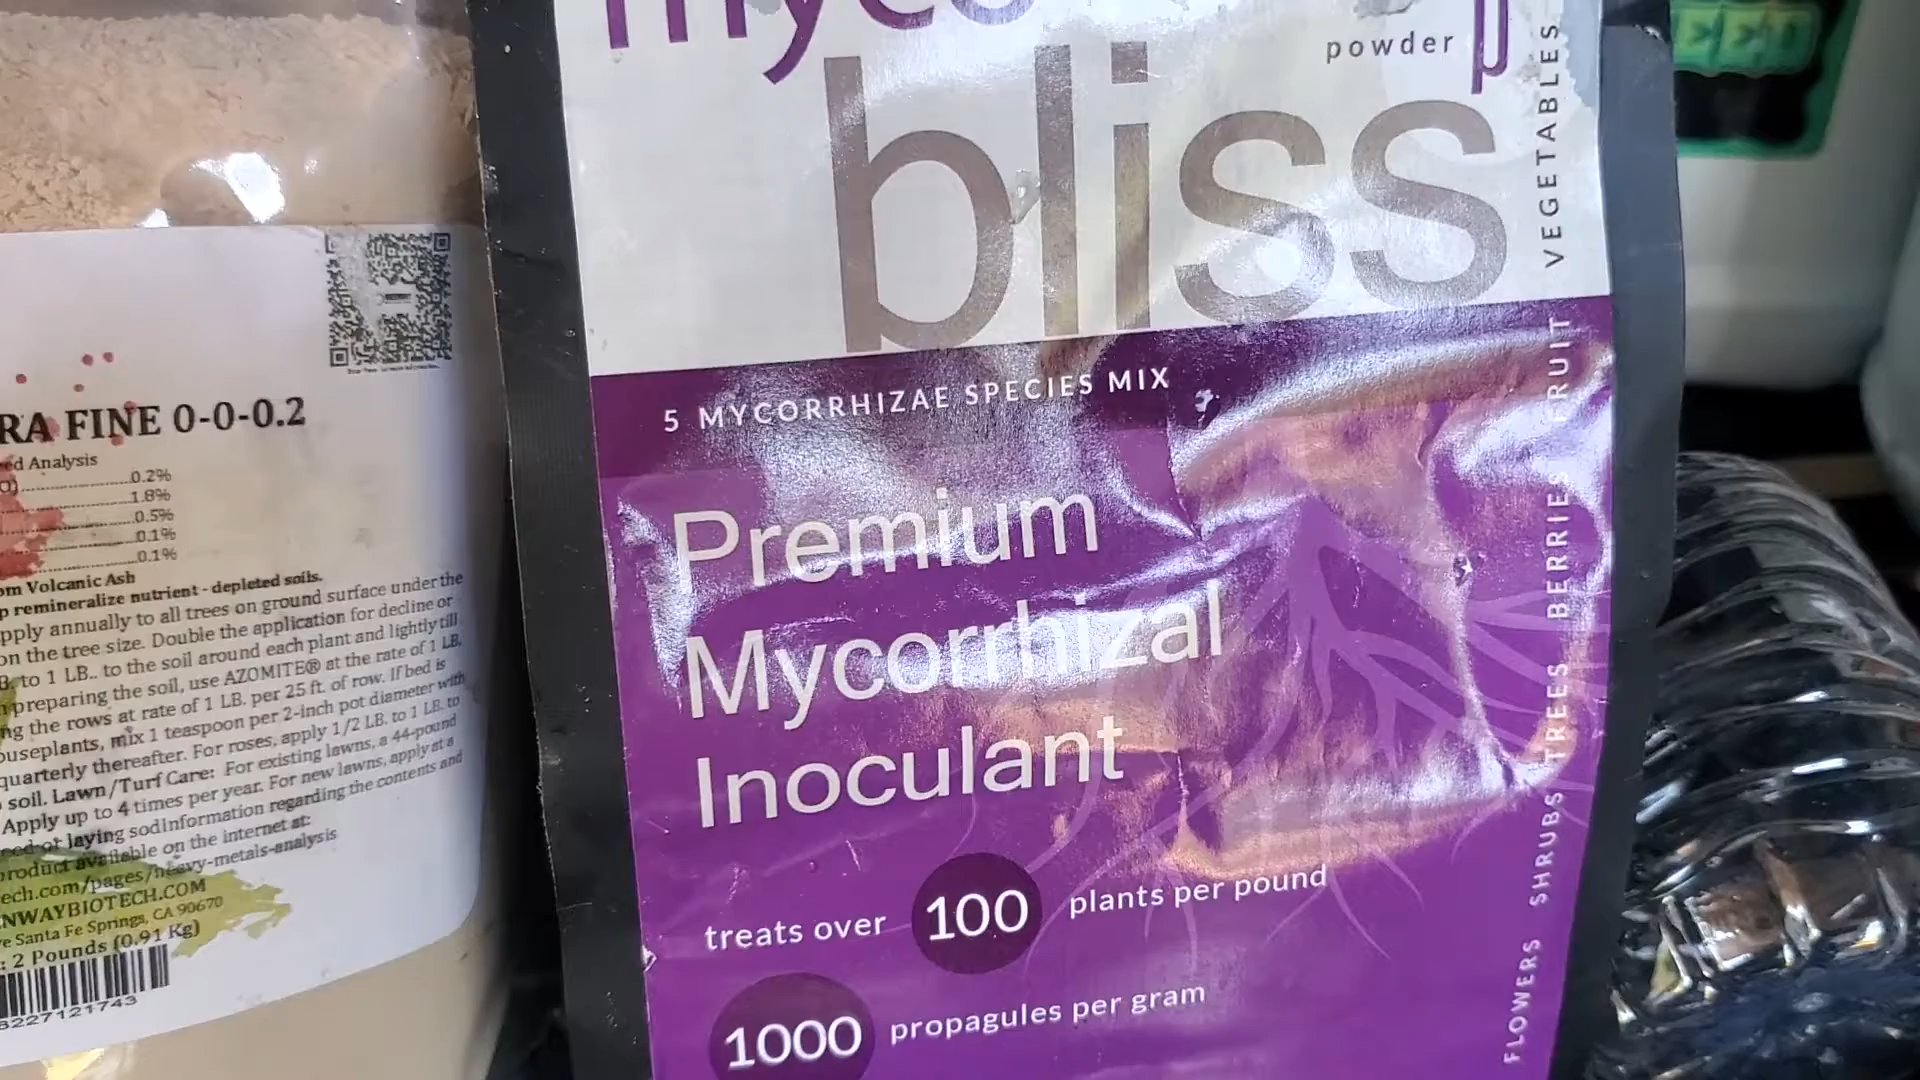 RA FINE 0-0-0.2
ed Analysis
0.2%
1.8%
0.5%
0.1%
0.1%
om Volcanic Ash
p remineralize nutrient - depleted soils.
pply annually to all trees on ground surface under the
on the tree size. Double the application for decline or
B. to 1 LB.. to the soil around each plant and lightly till
preparing the soil, use AZOMITE® at the rate of 1 LB.
ng the rows at rate of 1 LB. per 25 ft. of row. If bed is
ouseplants, mix 1 teaspoon per 2-inch pot diameter with
quarterly thereafter. For roses, apply 1/2 LB. to 1 LB. to
soil. Lawn/Turf Care: For existing lawns, a 44-pound
Apply up to 4 times per year. For new lawns, apply at a
eed or laying sodInformation regarding the contents and
product available on the internet at:
ech.com/pages/heavy-metals-analysis
NWAYBIOTECH.COM
e Santa Fe Springs, CA 90670
: 2 Pounds (0.91 Kg)
8227121743
myco
powder
bliss
5 MYCORRHIZAE SPECIES MIX
Premium
Mycorrhizal
Inoculant
treats over 100 plants per pound
1000 propagules per gram
FLOWERS SHRUBS TREES BERRIES FRUIT VEGETABLES